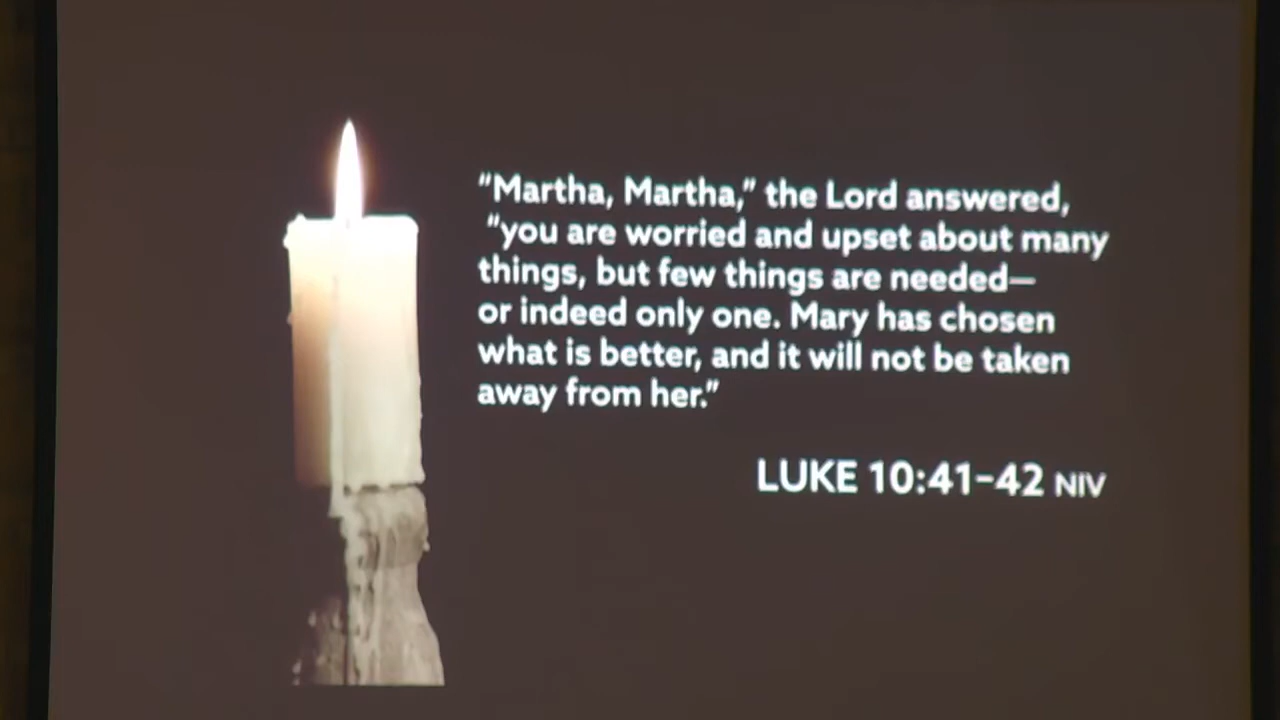 “Martha, Martha,” the Lord answered,
“you are worried and upset about many
things, but few things are needed—
or indeed only one. Mary has chosen
what is better, and it will not be taken
away from her.”
LUKE 10:41–42 NIV